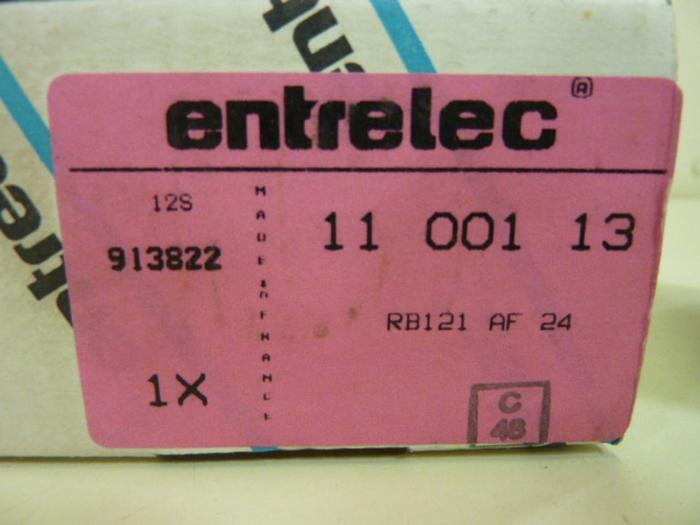 entrelec ®
12S
913822
1X
MADE IN FRANCE
11 001 13
RB121 AF 24
C
48